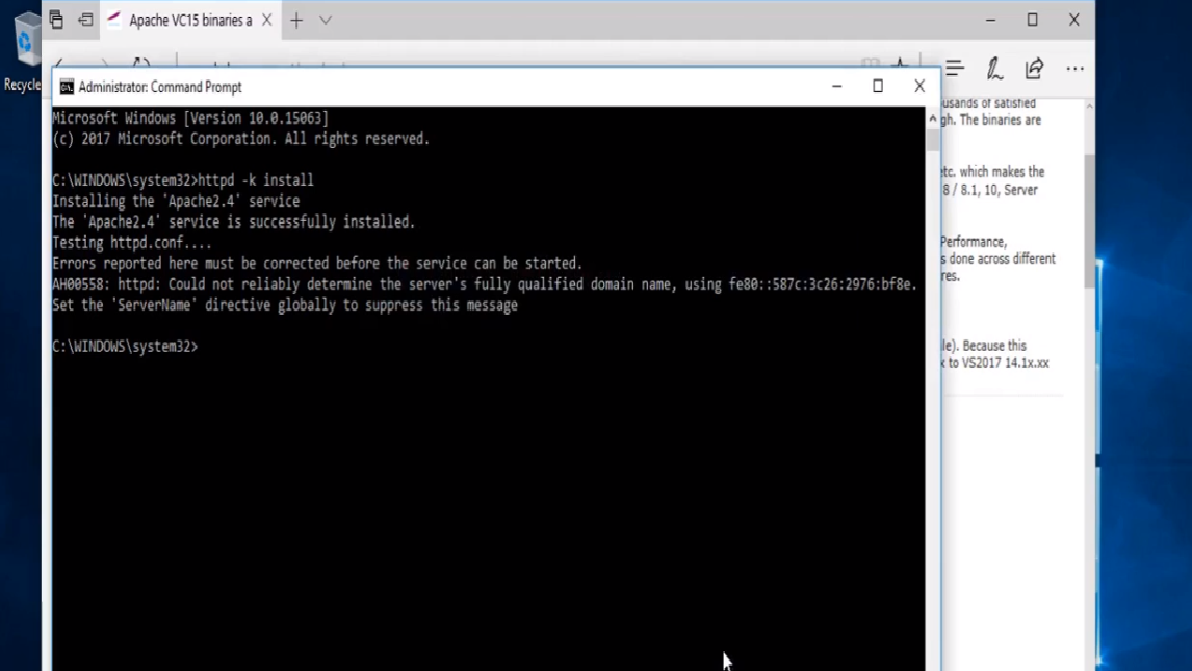 Apache VC15 binaries a
Recycle
Administrator: Command Prompt
Microsoft Windows [Version 10.0.15063]
(c) 2017 Microsoft Corporation. All rights reserved.
C:\WINDOWS\system32>httpd -k install
Installing the 'Apache2.4' service
The 'Apache2.4' service is successfully installed.
Testing httpd.conf....
Errors reported here must be corrected before the service can be started.
AH00558: httpd: Could not reliably determine the server's fully qualified domain name, using fe80::587c:3c26:2976:bf8e.
Set the 'ServerName' directive globally to suppress this message
C:\WINDOWS\system32>
ousands of satisfied
gh. The binaries are
etc. which makes the
8 / 8.1, 10, Server
Performance,
s done across different
res.
le). Because this
x to VS2017 14.1x.xx